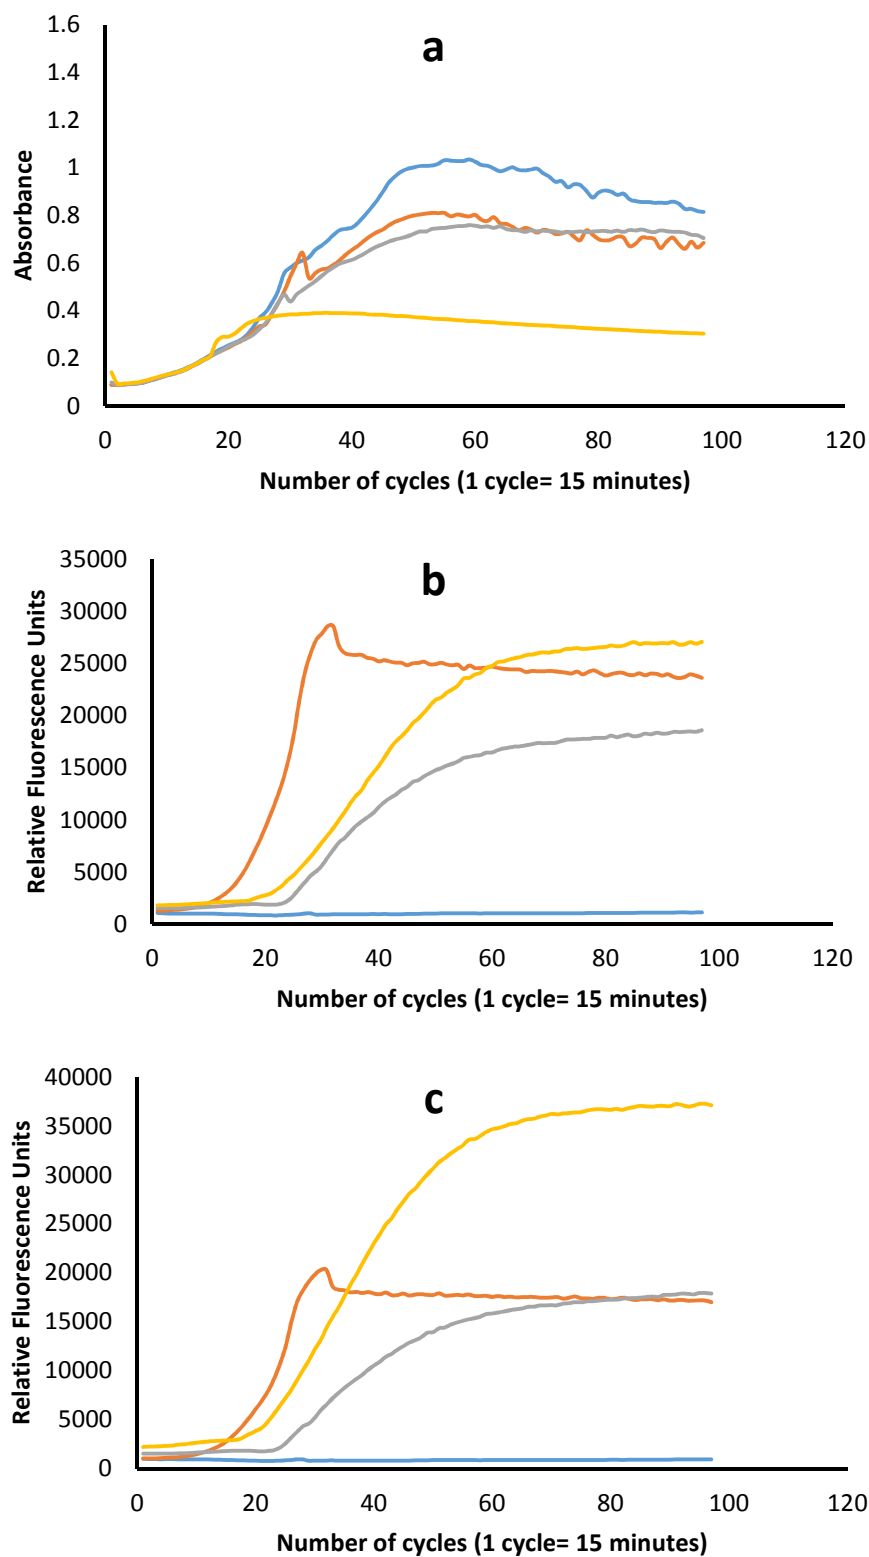 a
Absorbance
1.6
1.4
1.2
1
0.8
0.6
0.4
0.2
0
0 20 40 60 80 100 120
Number of cycles (1 cycle= 15 minutes)
b
Relative Fluorescence Units
35000
30000
25000
20000
15000
10000
5000
0
0 20 40 60 80 100 120
Number of cycles (1 cycle= 15 minutes)
c
Relative Fluorescence Units
40000
35000
30000
25000
20000
15000
10000
5000
0
0 20 40 60 80 100 120
Number of cycles (1 cycle= 15 minutes)